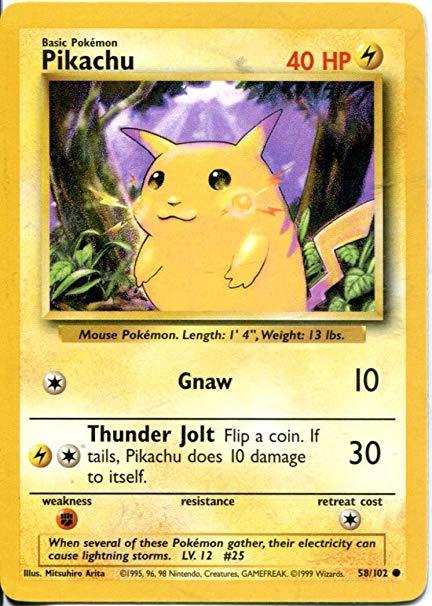 Basic Pokémon
Pikachu 40 HP
Mouse Pokémon. Length: 1' 4", Weight: 13 lbs.
Gnaw 10
Thunder Jolt Flip a coin. If
tails, Pikachu does 10 damage
to itself.
30
weakness resistance retreat cost
When several of these Pokémon gather, their electricity can
cause lightning storms. LV. 12 #25
Illus. Mitsuhiro Arita ©1995, 96, 98 Nintendo, Creatures, GAMEFREAK. ©1999 Wizards. 58/102 ●